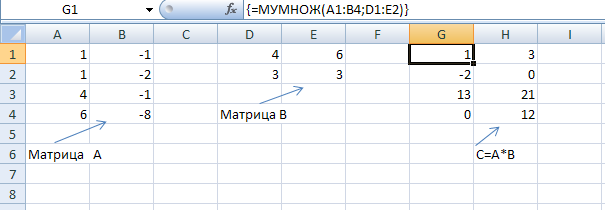 G1 fx {=МУМНОЖ(A1:B4;D1:E2)}
A B C D E F G H I
1 1 -1 4 6 1 3
2 1 -2 3 3 -2 0
3 4 -1 13 21
4 6 -8 Матрица B 0 12
5
6 Матрица A C=A*B
7
8